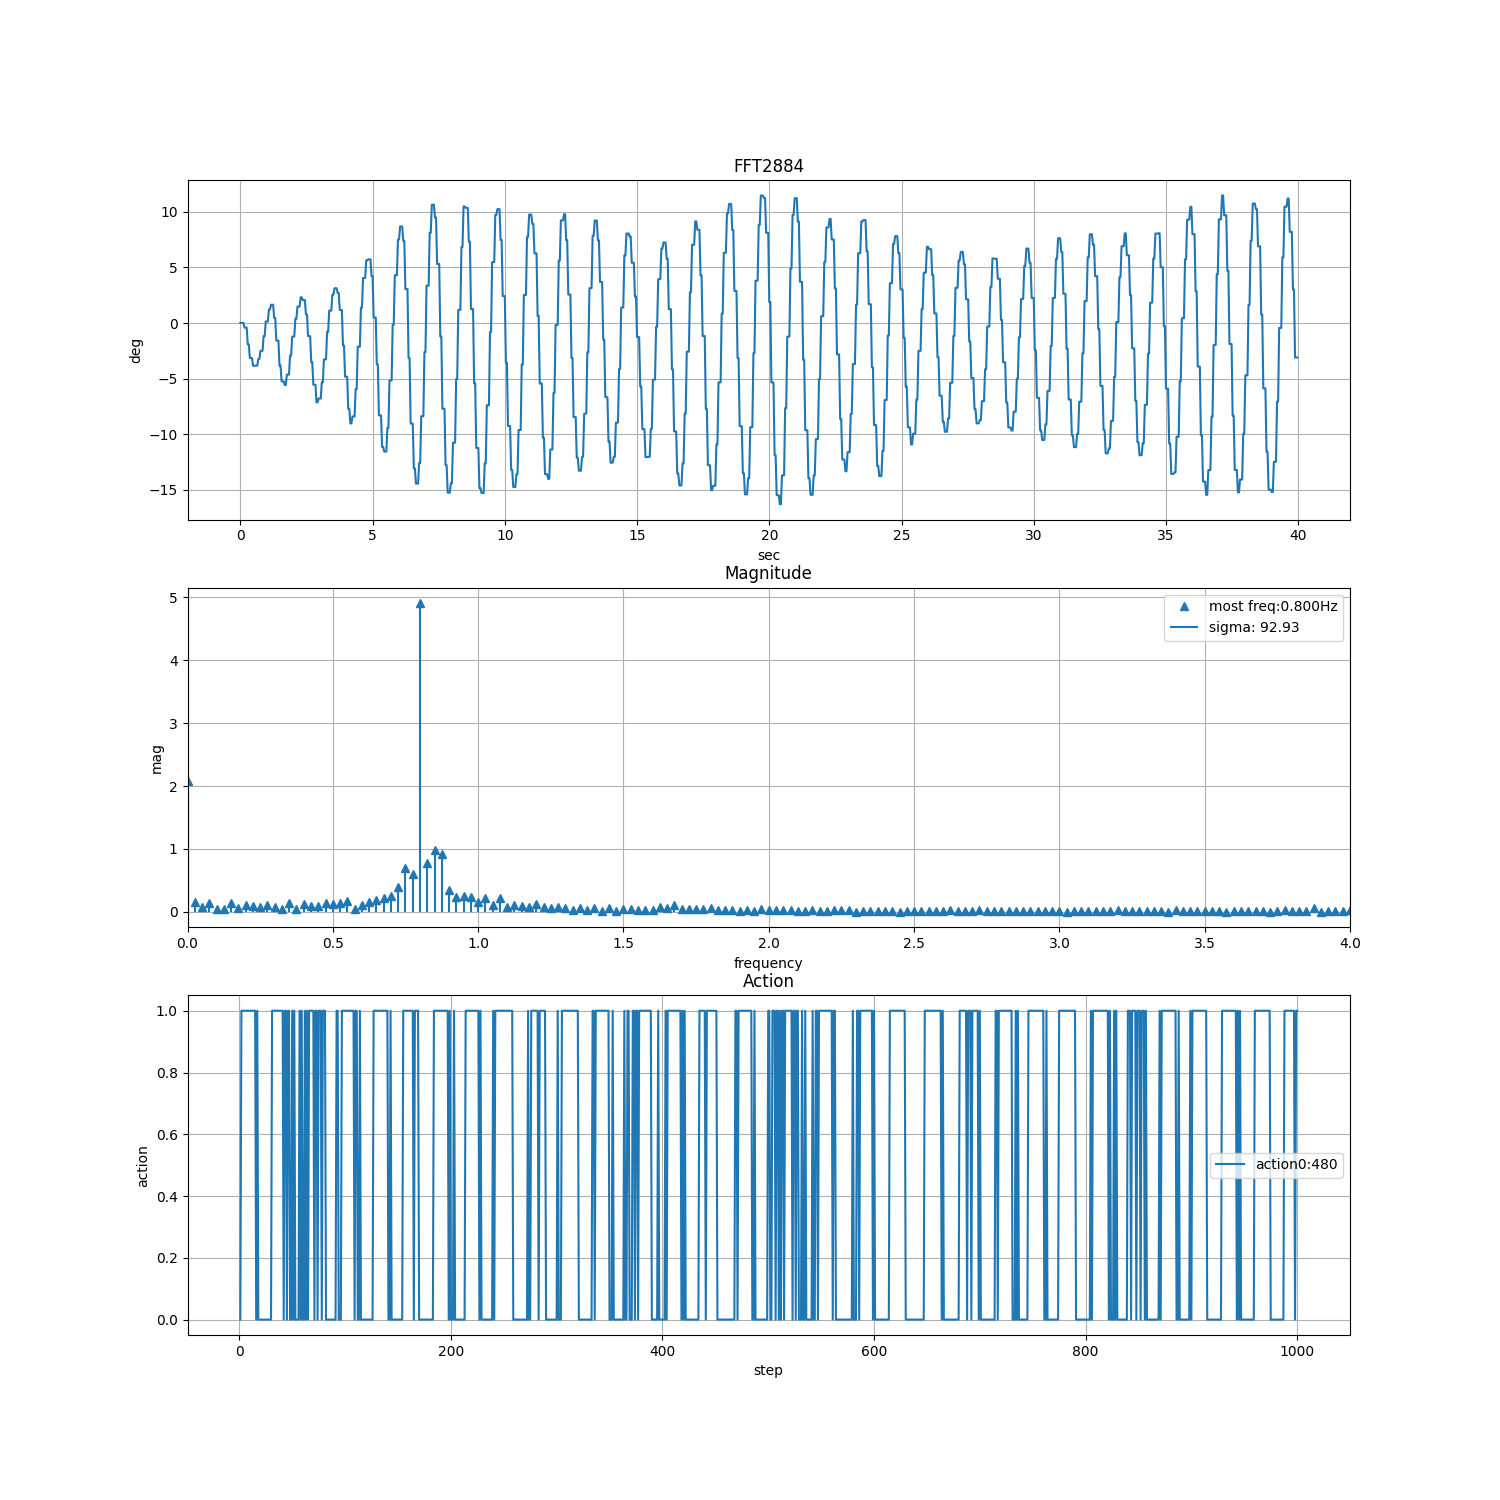 FFT2884
10
5
0
−5
−10
−15
deg
0 5 10 15 20 25 30 35 40
sec
Magnitude
5
4
3
2
1
0
mag
most freq:0.800Hz
sigma: 92.93
0.0 0.5 1.0 1.5 2.0 2.5 3.0 3.5 4.0
frequency
Action
1.0
0.8
0.6
0.4
0.2
0.0
action
action0:480
0 200 400 600 800 1000
step